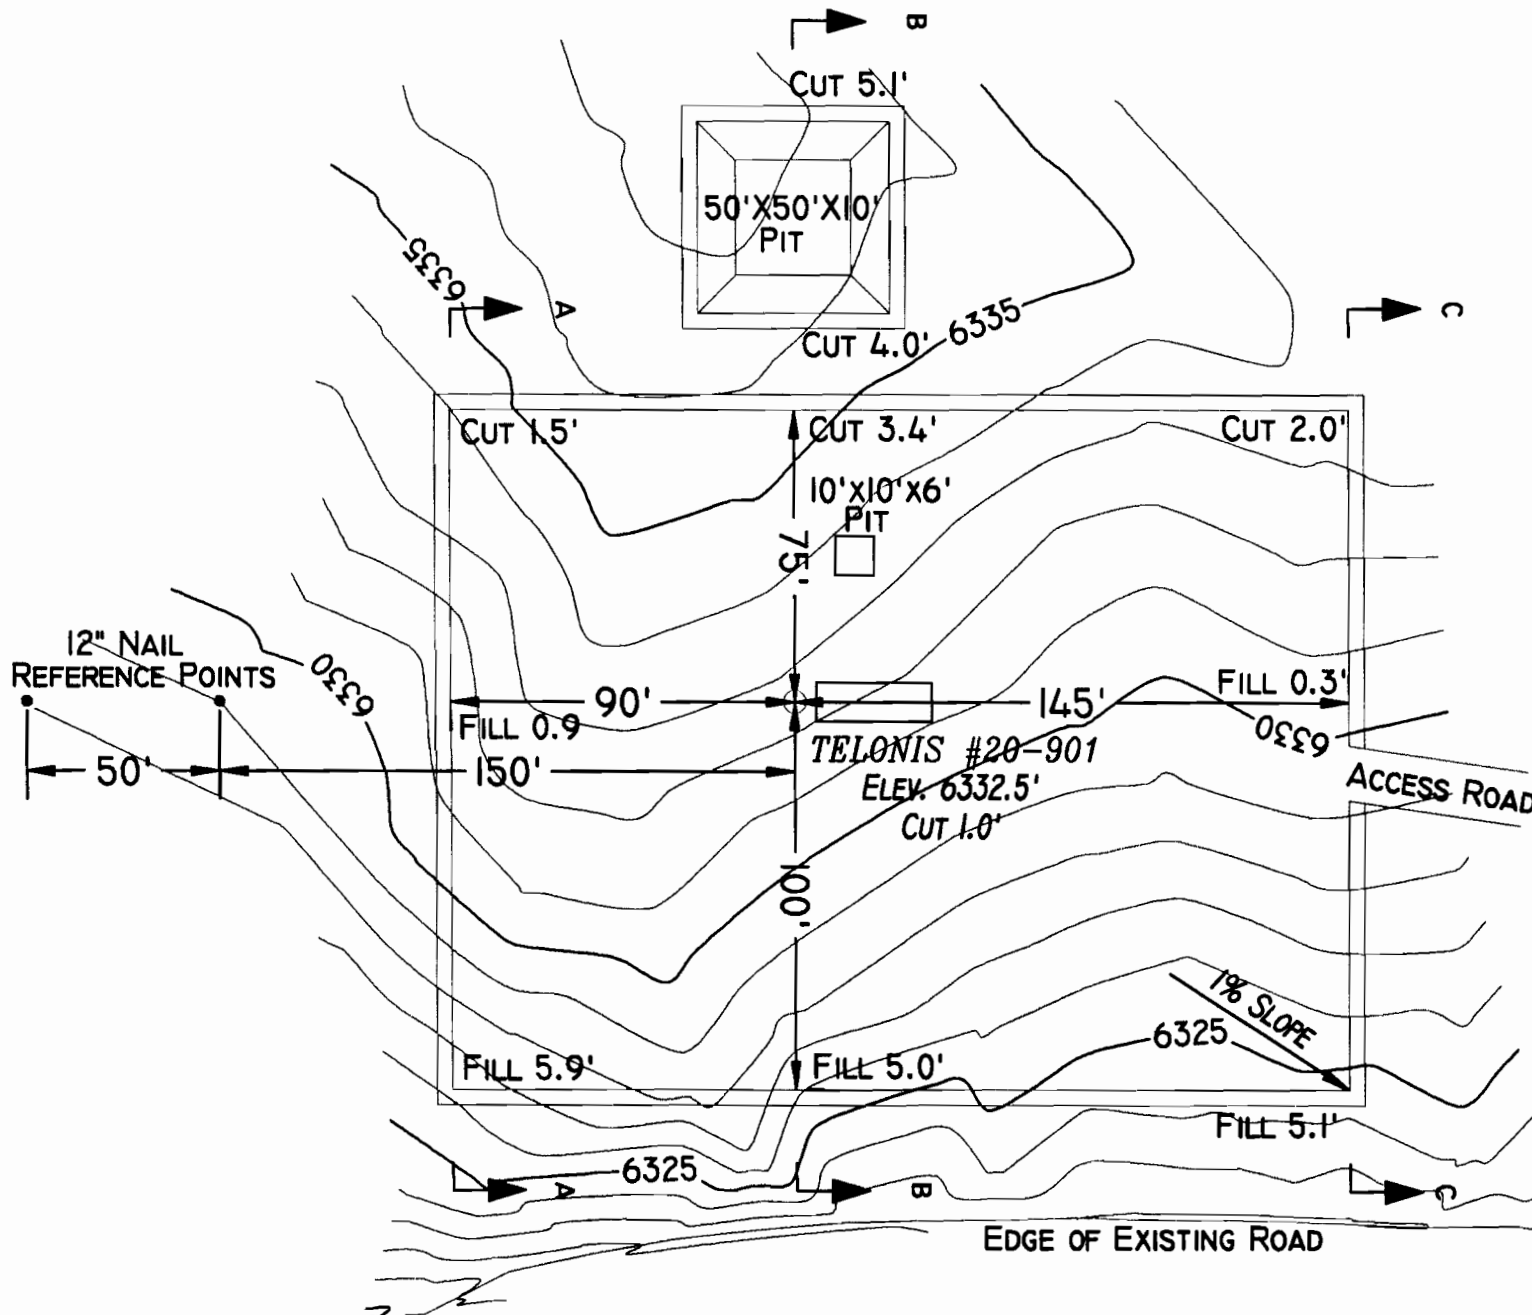 B
CUT 5.1'
50'X50'X10'
PIT
6335
A
C
CUT 4.0'
6335
CUT 1.5'
CUT 3.4'
CUT 2.0'
10'X10'X6'
PIT
75'
12" NAIL
REFERENCE POINTS
6330
90'
145'
FILL 0.3'
FILL 0.9
6330
TELONIS #20-901
ELEV. 6332.5'
CUT 1.0'
50'
150'
ACCESS ROAD
100'
1% SLOPE
6325
FILL 5.9'
FILL 5.0'
FILL 5.1'
6325
A
B
C
EDGE OF EXISTING ROAD